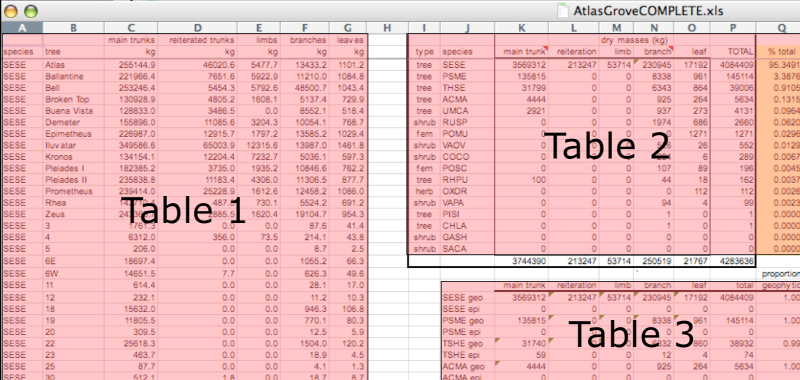 AtlasGroveCOMPLETE.xls
A B C D E F G H I J K L M N O P Q
main trunks reiterated trunks limbs branches leaves dry masses (kg)
species tree kg kg kg kg kg type species main trunk reiteration limb branch leaf TOTAL % total
SESE Atlas 255144.9 46020.6 5477.7 13433.2 1101.2 tree SESE 3569312 213247 53714 230945 17192 4084409 95.3491
SESE Ballantine 221966.4 7651.6 5922.9 11210.0 1084.8 tree PSME 135815 0 0 8338 961 145114 3.3876
SESE Bell 253246.4 5454.3 5792.6 48500.7 1043.4 tree THSE 31799 0 0 6343 864 39006 0.9105
SESE Broken Top 130928.9 4805.2 1608.1 5137.4 729.9 tree ACMA 4444 0 0 925 264 5634 0.1315
SESE Buena Vista 128833.0 3486.5 0.0 8552.1 518.4 tree UMCA 2921 0 0 937 273 4131 0.0964
SESE Demeter 155896.0 11085.6 3204.3 10054.1 768.7 shrub RUSP 0 0 0 1974 686 2660 0.0620
SESE Epimetheus 226987.0 12915.7 1797.2 13585.2 1029.4 fern POMU 0 0 1271 1271 0.0296
SESE Iluvatar 349586.6 65003.9 12315.6 13987.0 1461.8 shrub VAOV 0 26 552 0.0129
SESE Kronos 134154.1 12204.4 7232.7 5036.1 597.3 shrub COCO 6 289 0.0067
SESE Pleiades I 182385.2 3735.0 1935.2 10846.6 762.2 fern POSC 0 0 0 107 89 196 0.0045
SESE Pleiades II 235838.8 11183.4 4306.0 11306.5 877.7 tree RHPU 100 0 0 44 18 162 0.0037
SESE Prometheus 239414.0 25228.9 1612.6 12458.2 1086.0 herb OXOR 0 0 0 0 112 112 0.0026
SESE Rhea 730.1 5524.2 691.2 shrub VAPA 0 0 0 94 4 99 0.0023
SESE Zeus 1620.4 19104.7 954.3 tree PISI 0 0 0 1 0 1 0.0000
SESE 3 1761.3 0.0 0.0 87.6 41.4 tree CHLA 0 0 0 1 0 1 0.0000
SESE 4 6312.0 356.0 73.5 214.1 43.8 shrub GASH 0 0 0 0 0 0 0.0000
SESE 5 206.0 0.0 0.0 8.7 2.5 shrub SACA 0 0 0 0 0 0 0.0000
SESE 6E 18697.4 0.0 0.0 1055.2 66.3 3744390 213247 53714 250519 21767 4283636
SESE 6W 14651.5 7.7 0.0 626.3 49.6 proportion
SESE 11 614.4 0.0 0.0 28.1 17.0 main trunk reiteration limb branch leaf TOTAL geophytic
SESE 12 232.1 0.0 0.0 11.2 10.3 SESE geo 3569312 213247 53714 230945 17192 4084409 1.00
SESE 18 15632.0 0.0 0.0 946.3 106.8 SESE epi 0 0 0 0 0 0
SESE 19 11805.5 0.0 0.0 770.1 80.3 PSME geo 135815 0 0 8338 961 145114 1.00
SESE 20 309.5 0.0 0.0 12.5 5.9 PSME epi 0
SESE 22 25618.3 0.0 0.0 1504.0 120.2 TSHE geo 31740 860 38932 0.99
SESE 23 463.7 0.0 0.0 18.9 4.5 TSHE epi 59 0 0 12 4 74
SESE 25 87.7 0.0 0.0 4.1 1.3 ACMA geo 4444 0 0 925 264 5634 1.00
SESE 30 512.1 1.8 0.0 18.7 8.7 ACMA epi 0 0 0 0 0 0
Table 1
Table 2
Table 3